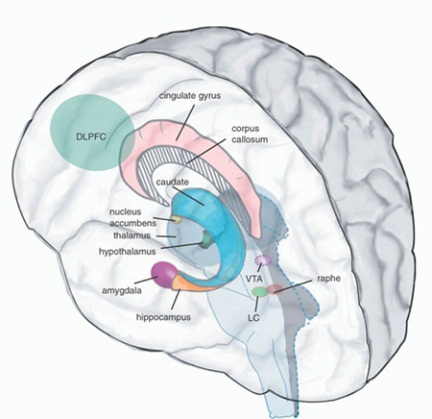 cingulate gyrus
DLPFC
corpus
callosum
caudate
nucleus
accumbens
thalamus
hypothalamus
VTA
raphe
amygdala
hippocampus
LC